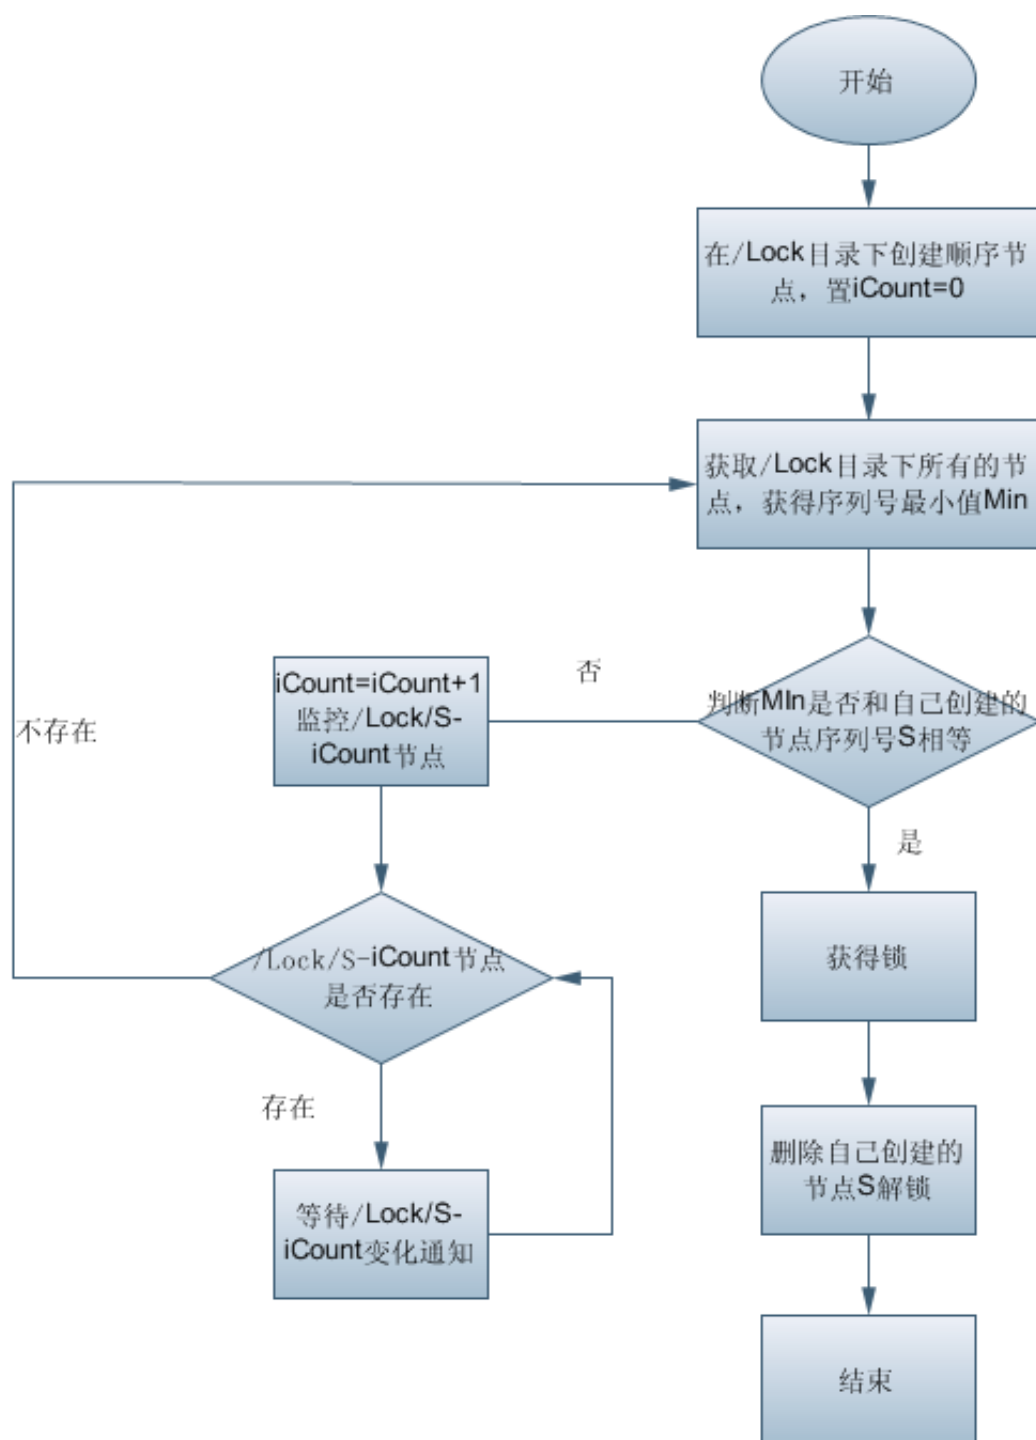 开始
在/Lock目录下创建顺序节
点，置iCount=0
获取/Lock目录下所有的节
点，获得序列号最小值Min
否
iCount=iCount+1
监控/Lock/S-
iCount节点
判断MIn是否和自己创建的
节点序列号S相等
不存在
是
/Lock/S-iCount节点
是否存在
获得锁
存在
删除自己创建的
节点S解锁
等待/Lock/S-
iCount变化通知
结束